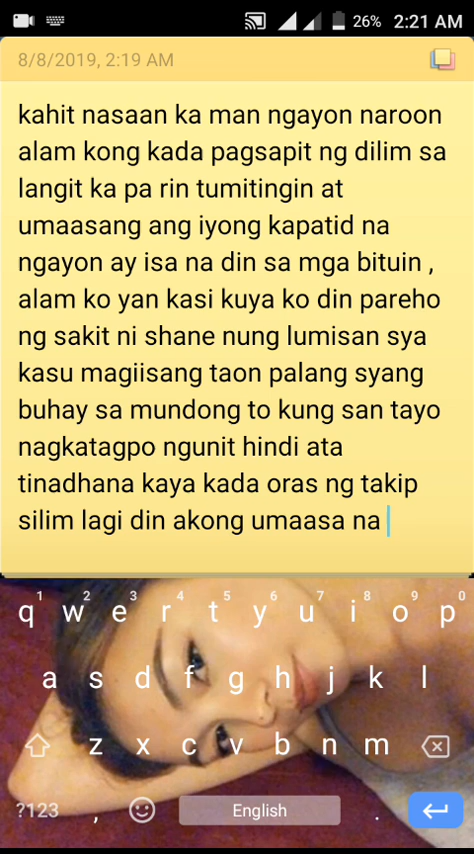 26% 2:21 AM
8/8/2019, 2:19 AM
kahit nasaan ka man ngayon naroon
alam kong kada pagsapit ng dilim sa
langit ka pa rin tumitingin at
umaasang ang iyong kapatid na
ngayon ay isa na din sa mga bituin ,
alam ko yan kasi kuya ko din pareho
ng sakit ni shane nung lumisan sya
kasu magiisang taon palang syang
buhay sa mundong to kung san tayo
nagkatagpo ngunit hindi ata
tinadhana kaya kada oras ng takip
silim lagi din akong umaasa na
1 2 3 4 5 6 7 8 9 0
q w e r t y u i o p
a s d f g h j k l
z x c v b n m
?123 , English .